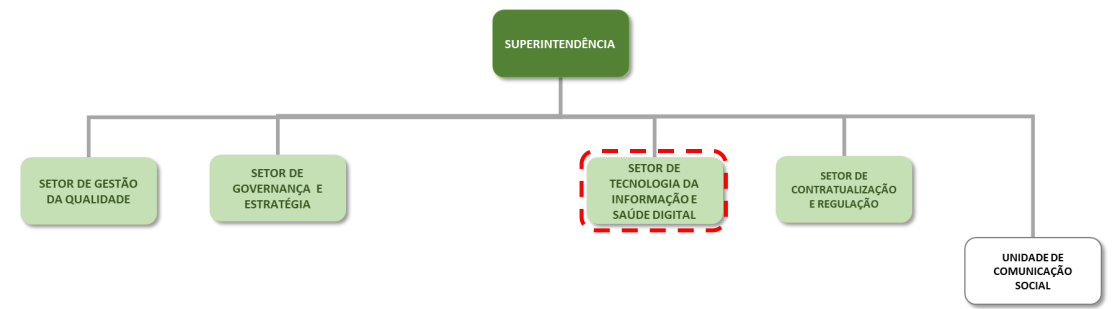 SUPERINTENDÊNCIA
SETOR DE GESTÃO
DA QUALIDADE
SETOR DE
GOVERNANÇA E
ESTRATÉGIA
SETOR DE
TECNOLOGIA DA
INFORMAÇÃO E
SAÚDE DIGITAL
SETOR DE
CONTRATUALIZAÇÃO
E REGULAÇÃO
UNIDADE DE
COMUNICAÇÃO
SOCIAL